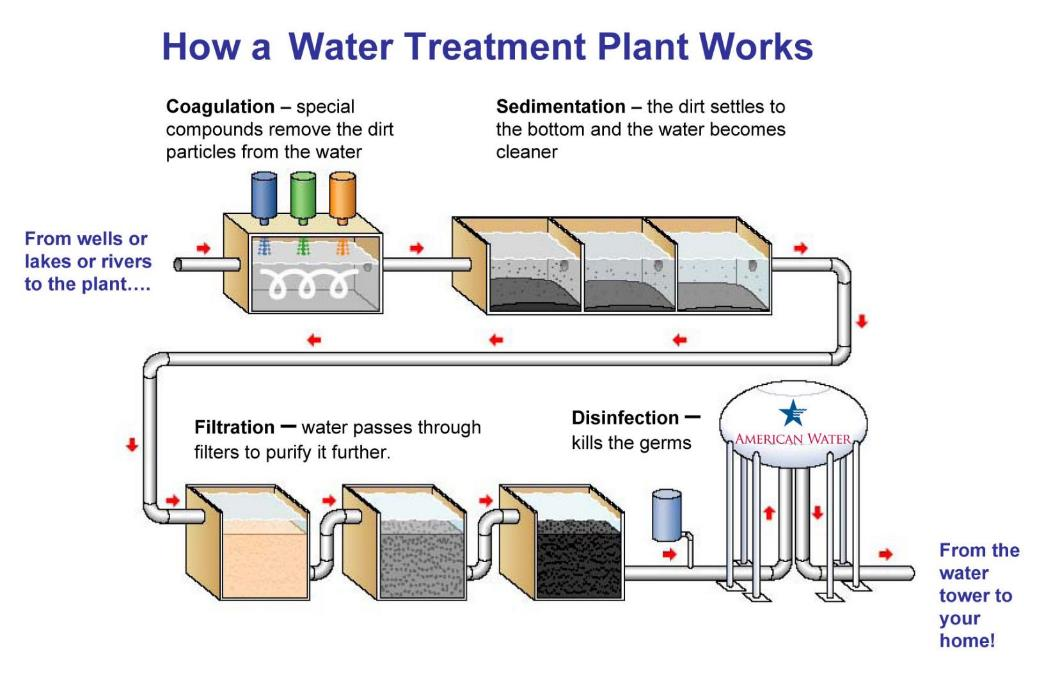 How a Water Treatment Plant Works
Coagulation – special
compounds remove the dirt
particles from the water
Sedimentation – the dirt settles to
the bottom and the water becomes
cleaner
From wells or
lakes or rivers
to the plant….
Filtration — water passes through
filters to purify it further.
Disinfection —
kills the germs
AMERICAN WATER
From the
water
tower to
your
home!